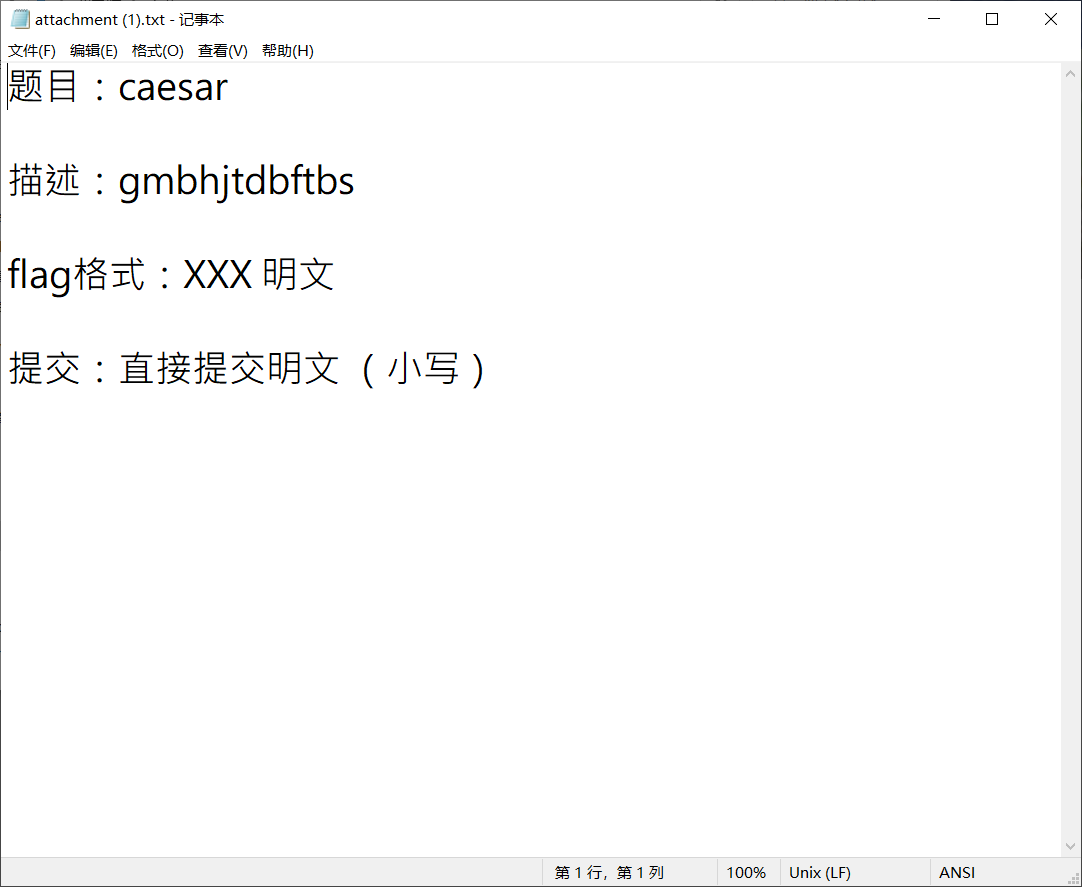 attachment (1).txt - 记事本
文件(F) 编辑(E) 格式(O) 查看(V) 帮助(H)
题目：caesar
描述：gmbhjtdbftbs
flag格式：XXX 明文
提交：直接提交明文 （小写）
第 1 行，第 1 列 100% Unix (LF) ANSI